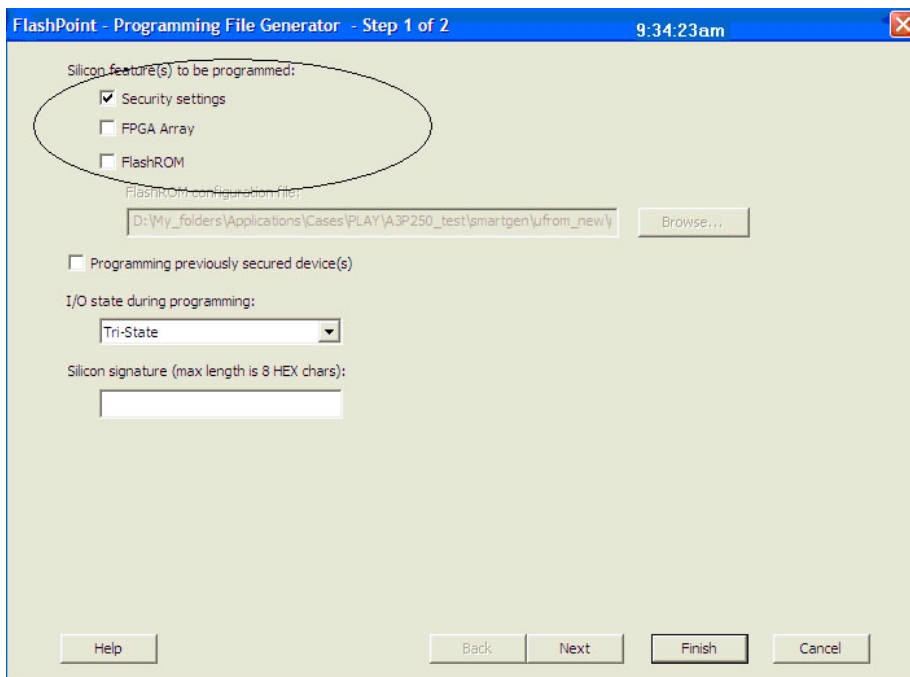 FlashPoint - Programming File Generator - Step 1 of 2 9:34:23am
Silicon feature(s) to be programmed:
Security settings
FPGA Array
FlashROM
FlashROM configuration file:
D:\My_folders\Applications\Cases\PLAY\A3P250_test\smartgen\ufrom_new\ Browse...
Programming previously secured device(s)
I/O state during programming:
Tri-State
Silicon signature (max length is 8 HEX chars):
Help Back Next Finish Cancel